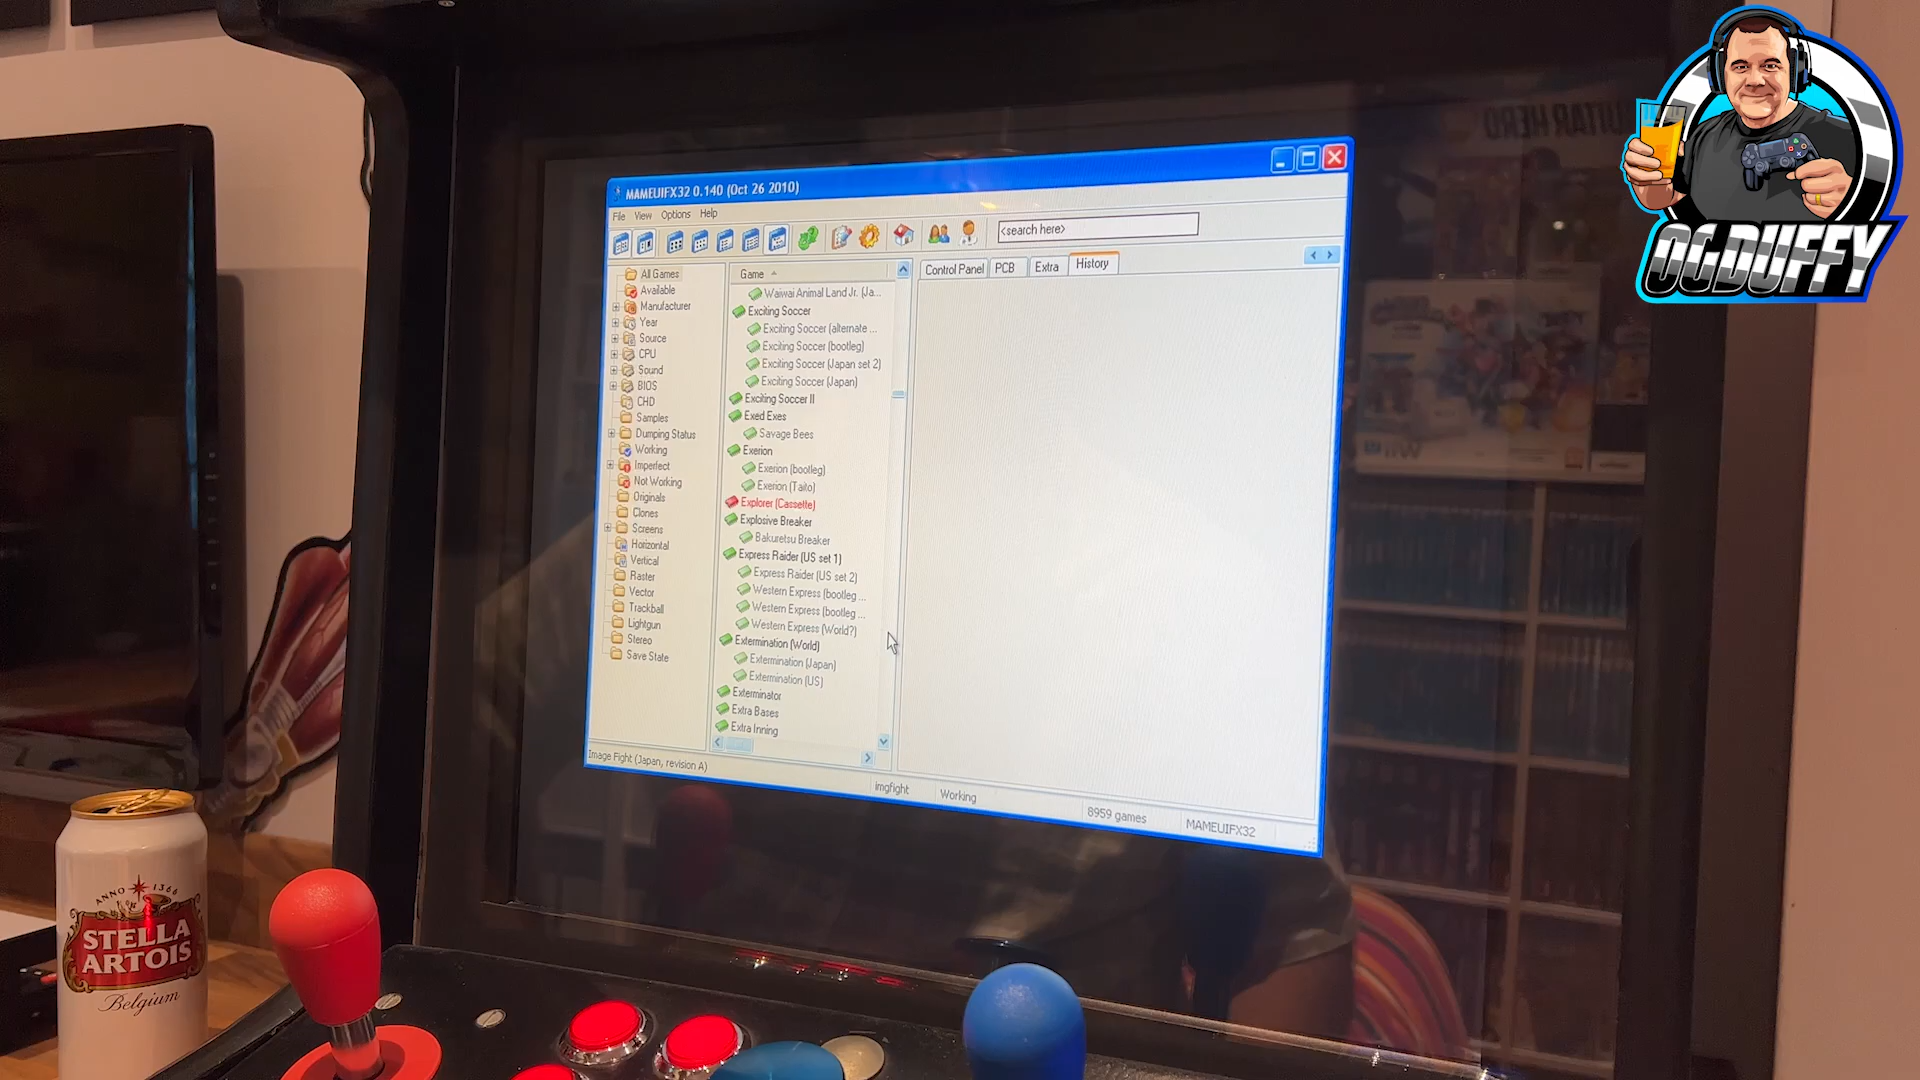 OGDUFFY
UITAR HERO
MAMEUIFX32 0.140 (Oct 26 2010)
File View Options Help
<search here>
Control Panel PCB Extra History
All Games
Available
Manufacturer
Year
Source
CPU
Sound
BIOS
CHD
Samples
Dumping Status
Working
Imperfect
Not Working
Originals
Clones
Screens
Horizontal
Vertical
Raster
Vector
Trackball
Lightgun
Stereo
Save State
Game
Waiwai Animal Land Jr. (Ja...
Exciting Soccer
Exciting Soccer (alternate ...
Exciting Soccer (bootleg)
Exciting Soccer (Japan set 2)
Exciting Soccer (Japan)
Exciting Soccer II
Exed Exes
Savage Bees
Exerion
Exerion (bootleg)
Exerion (Taito)
Explorer (Cassette)
Explosive Breaker
Bakuretsu Breaker
Express Raider (US set 1)
Express Raider (US set 2)
Western Express (bootleg ...
Western Express (bootleg ...
Western Express (World?)
Extermination (World)
Extermination (Japan)
Extermination (US)
Exterminator
Extra Bases
Extra Inning
Image Fight (Japan, revision A)
imgfight
Working
8959 games
MAMEUIFX32
Wii
ANNO 1366
STELLA
ARTOIS
Belgium